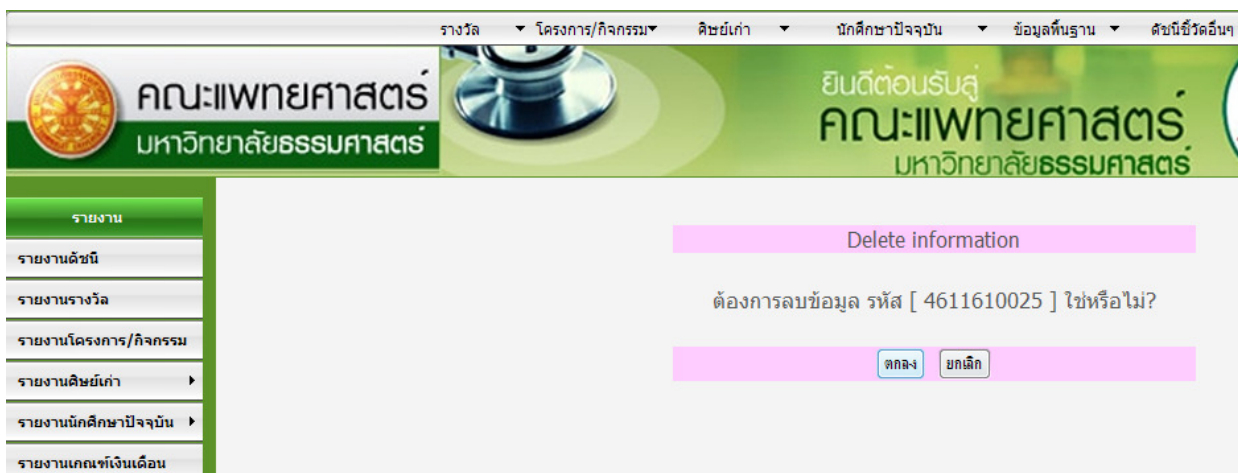 รางวัล โครงการ/กิจกรรม ศิษย์เก่า นักศึกษาปัจจุบัน ข้อมูลพื้นฐาน ดัชนีชี้วัดอื่นๆ
คณะแพทยศาสตร์
มหาวิทยาลัยธรรมศาสตร์
ยินดีต้อนรับสู่
คณะแพทยศาสตร์
มหาวิทยาลัยธรรมศาสตร์
รายงาน
รายงานดัชนี
รายงานรางวัล
รายงานโครงการ/กิจกรรม
รายงานศิษย์เก่า
รายงานนักศึกษาปัจจุบัน
รายงานเกณฑ์เงินเดือน
Delete information
ต้องการลบข้อมูล รหัส [ 4611610025 ] ใช่หรือไม่?
ตกลง ยกเลิก